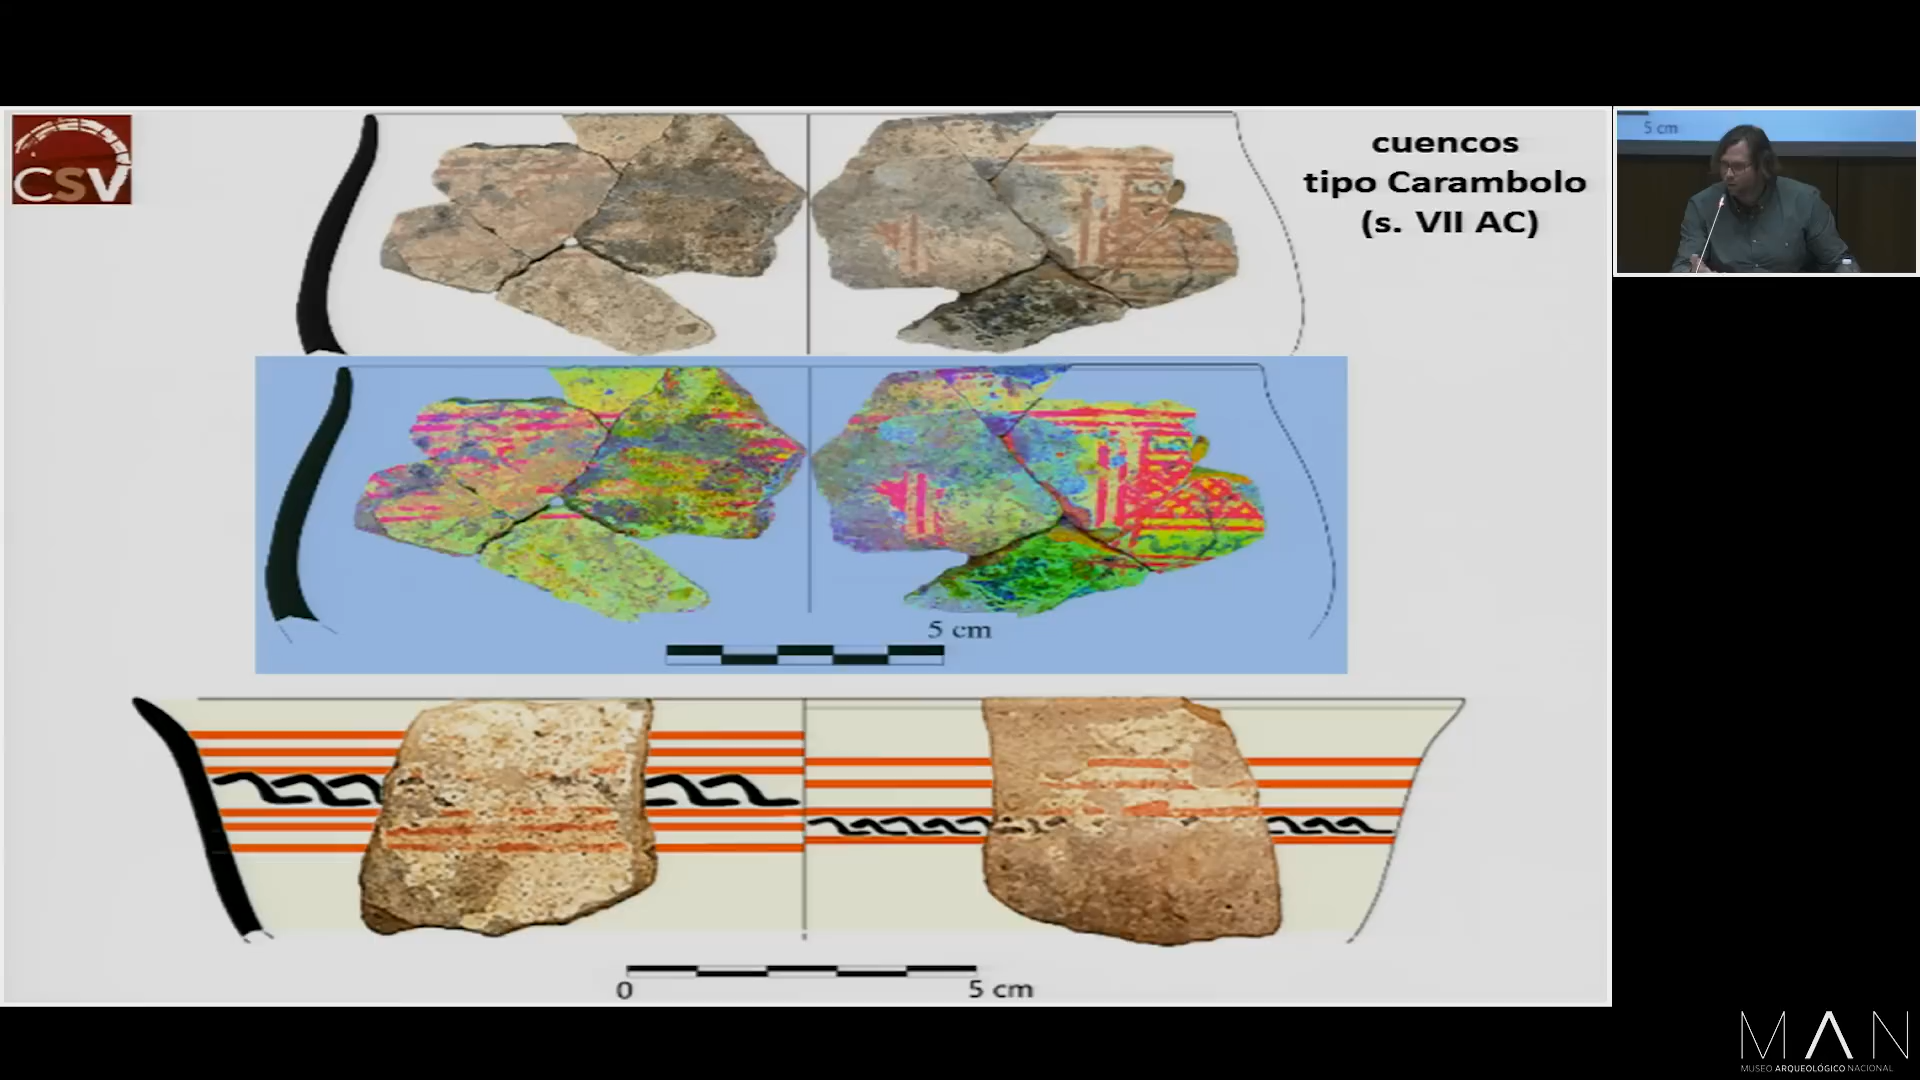 CSV
cuencos
tipo Carambolo
(s. VII AC)
5 cm
5 cm
0
5 cm
MAN
MUSEO ARQUEOLÓGICO NACIONAL